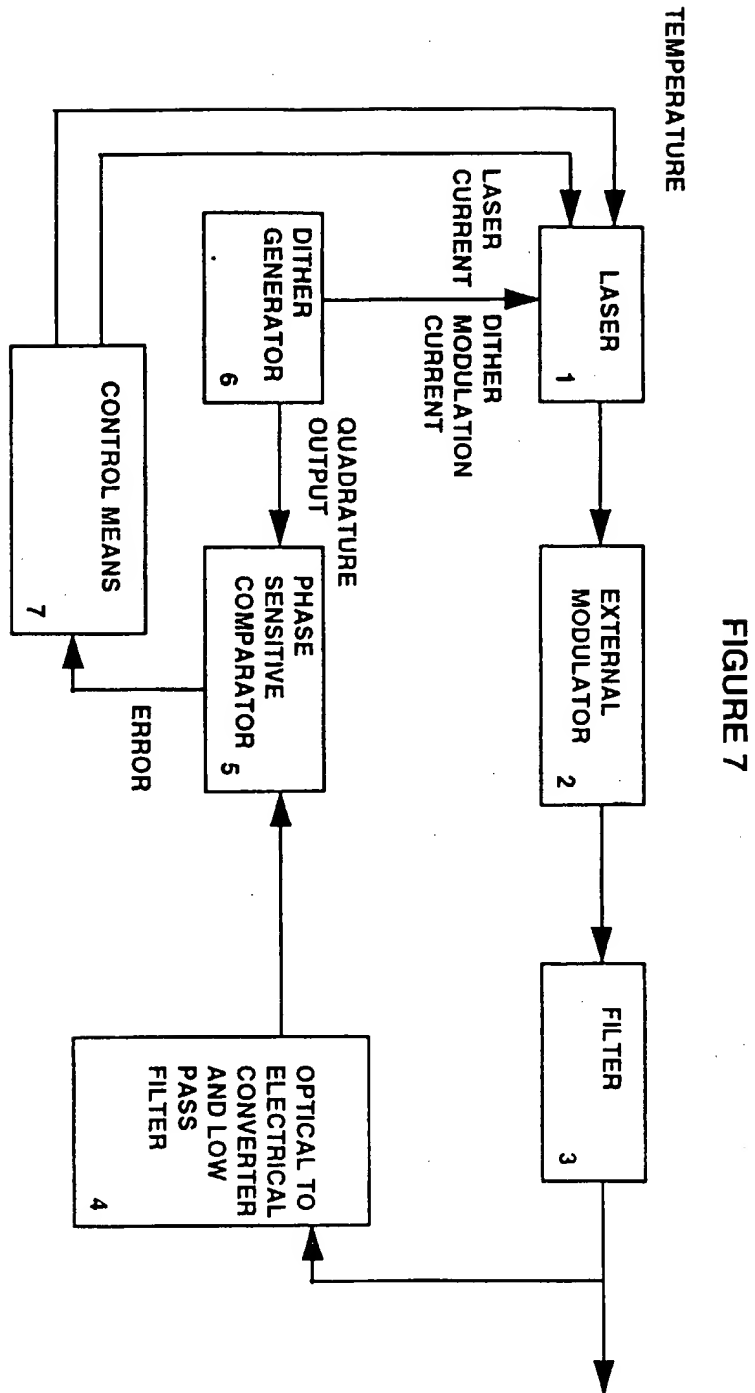 FIGURE 7
TEMPERATURE
LASER
1
EXTERNAL
MODULATOR
2
FILTER
3
LASER
CURRENT
DITHER
MODULATION
CURRENT
DITHER
GENERATOR
6
QUADRATURE
OUTPUT
PHASE
SENSITIVE
COMPARATOR
5
OPTICAL TO
ELECTRICAL
CONVERTER
AND LOW
PASS
FILTER
4
ERROR
CONTROL MEANS
7